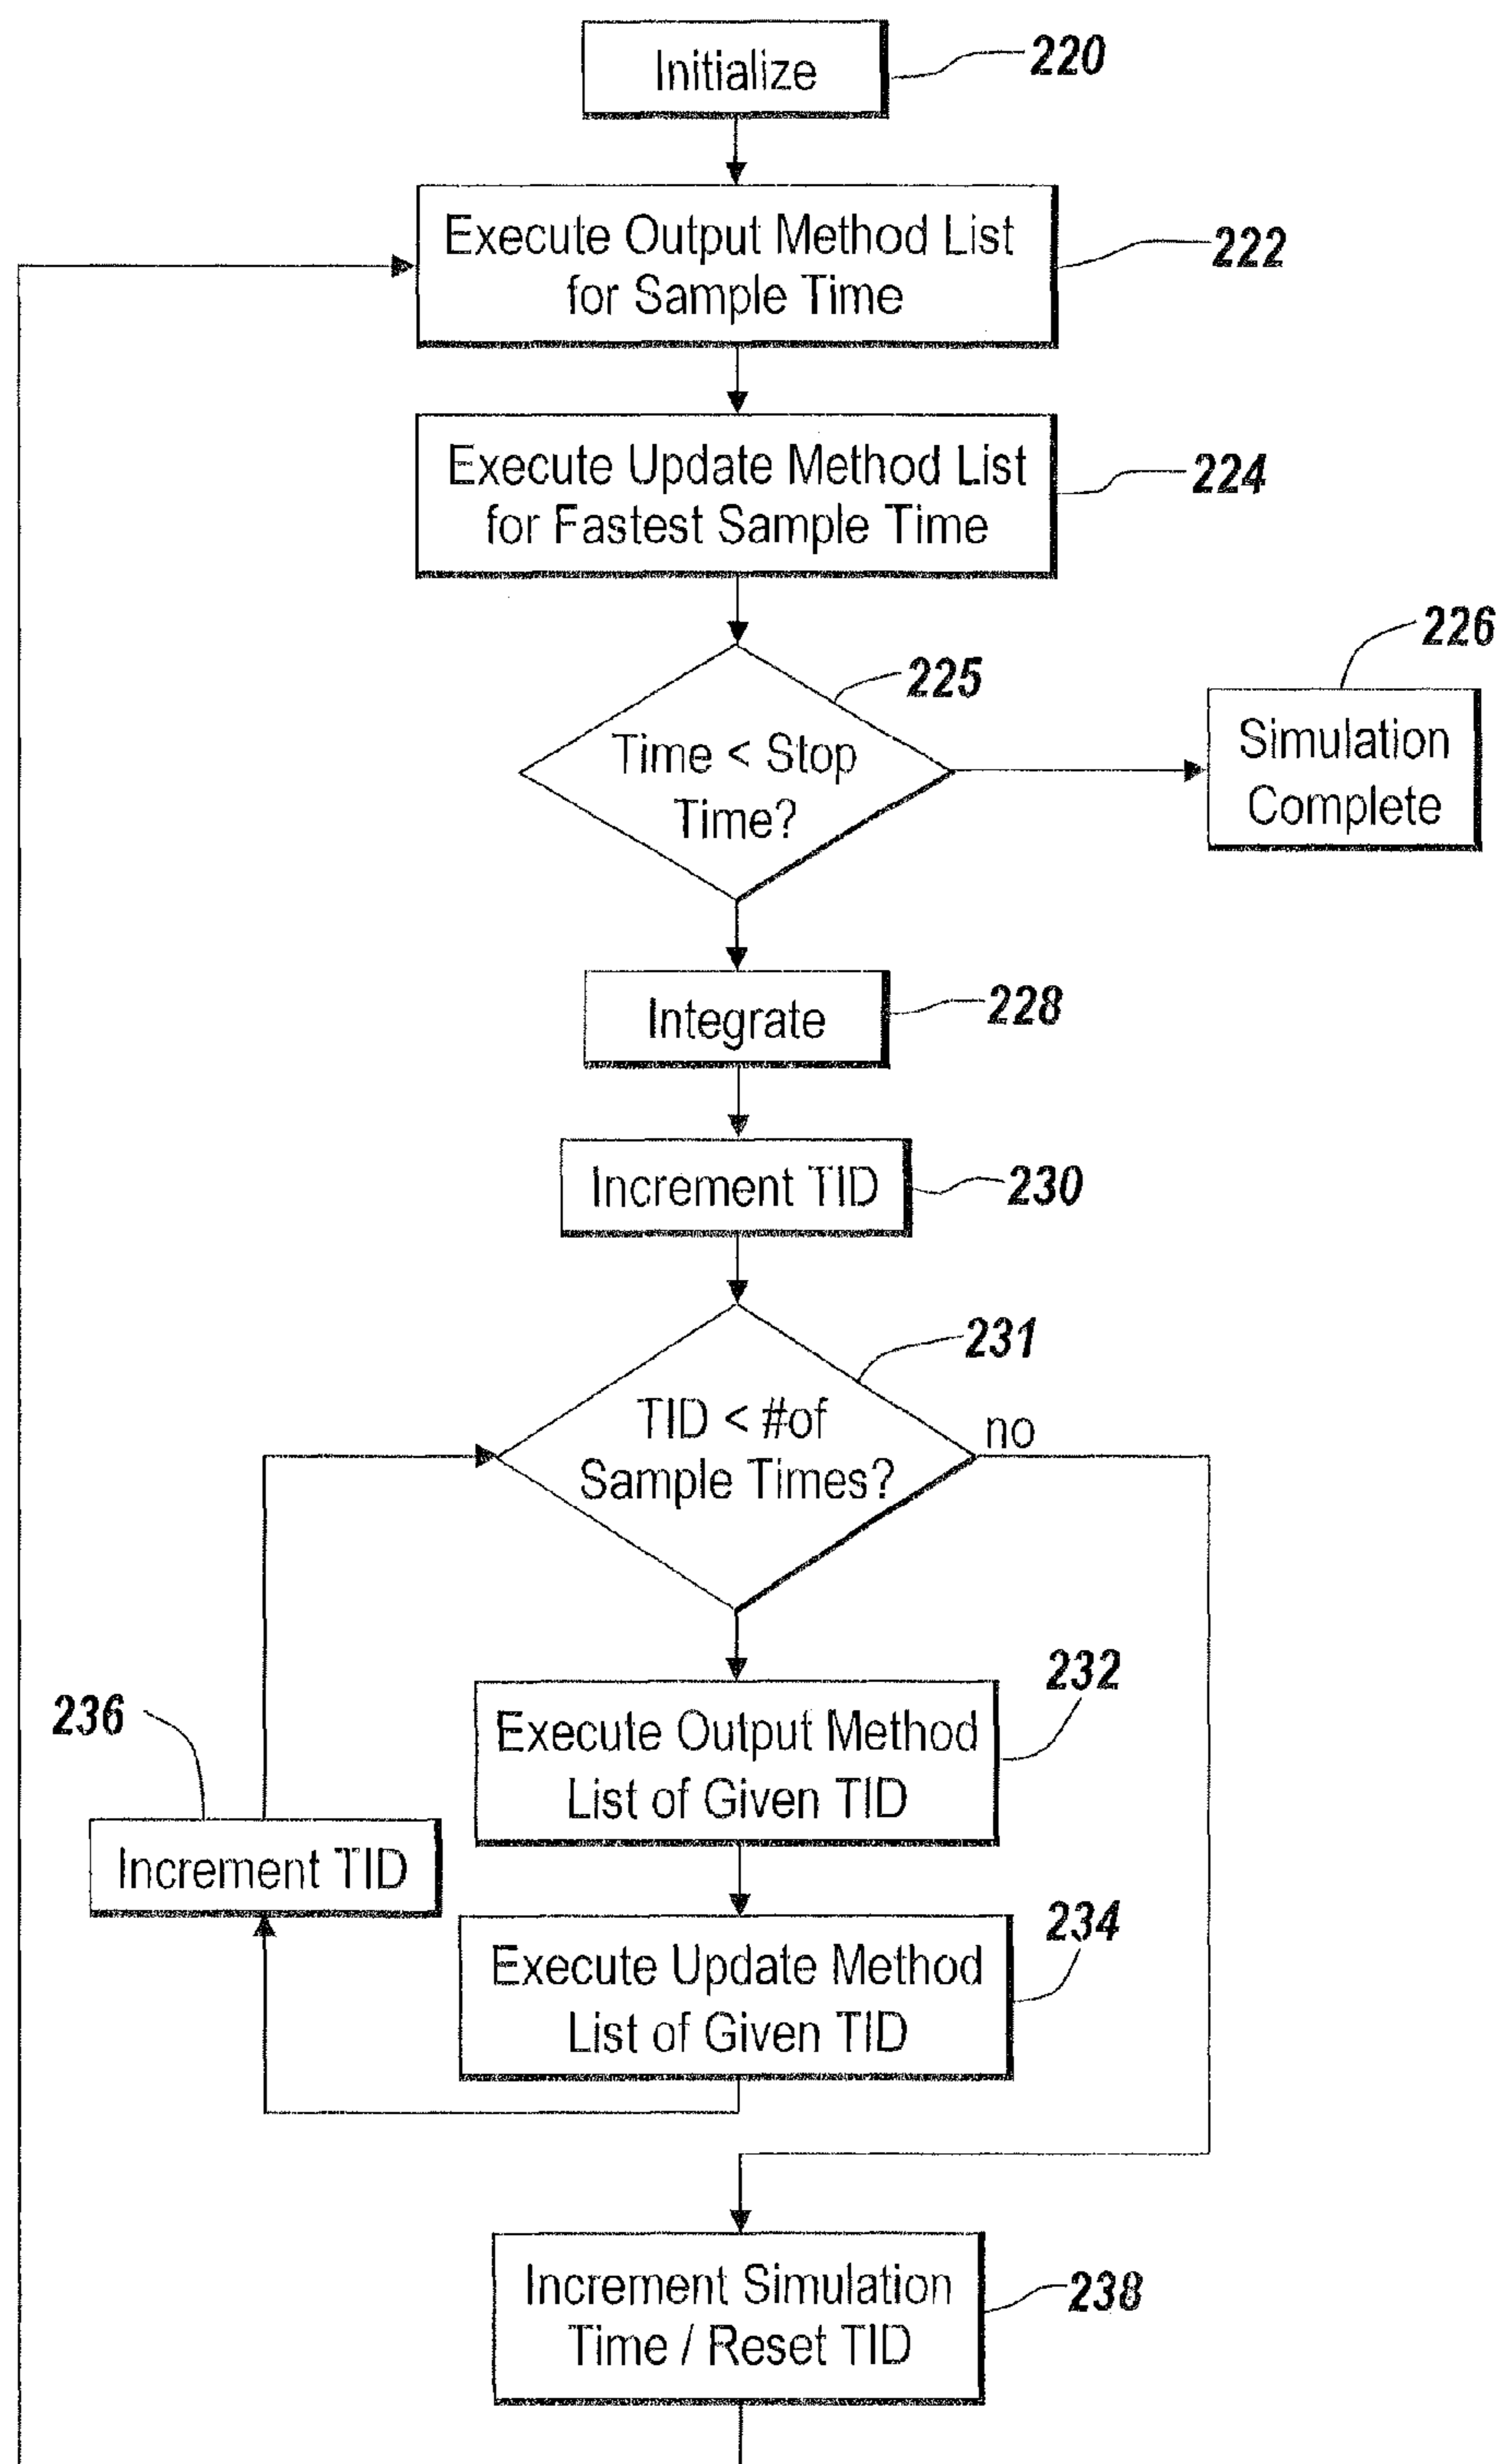 Initialize
220
Execute Output Method List
for Sample Time
222
Execute Update Method List
for Fastest Sample Time
224
225
Time < Stop
Time?
226
Simulation
Complete
Integrate
228
Increment TID
230
231
TID < #of
Sample Times?
no
232
Execute Output Method
List of Given TID
236
Increment TID
234
Execute Update Method
List of Given TID
Increment Simulation
Time / Reset TID
238